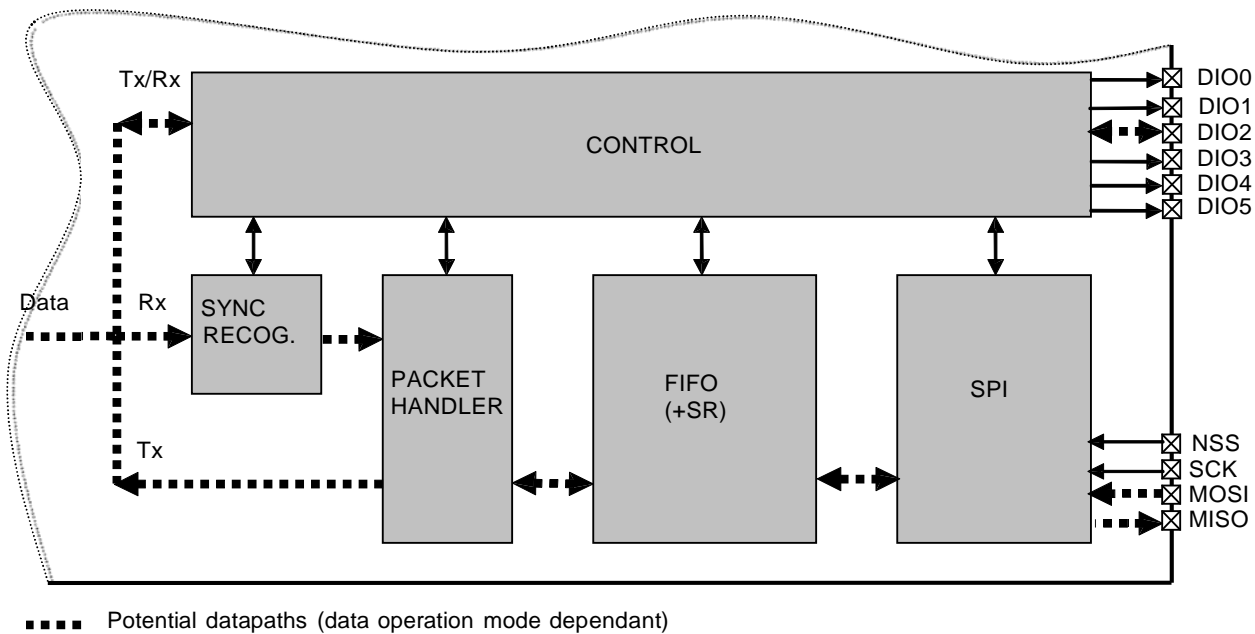 Tx/Rx
CONTROL
DIO0
DIO1
DIO2
DIO3
DIO4
DIO5
Data
Rx
SYNC
RECOG.
PACKET
HANDLER
FIFO
(+SR)
SPI
Tx
NSS
SCK
MOSI
MISO
Potential datapaths (data operation mode dependant)